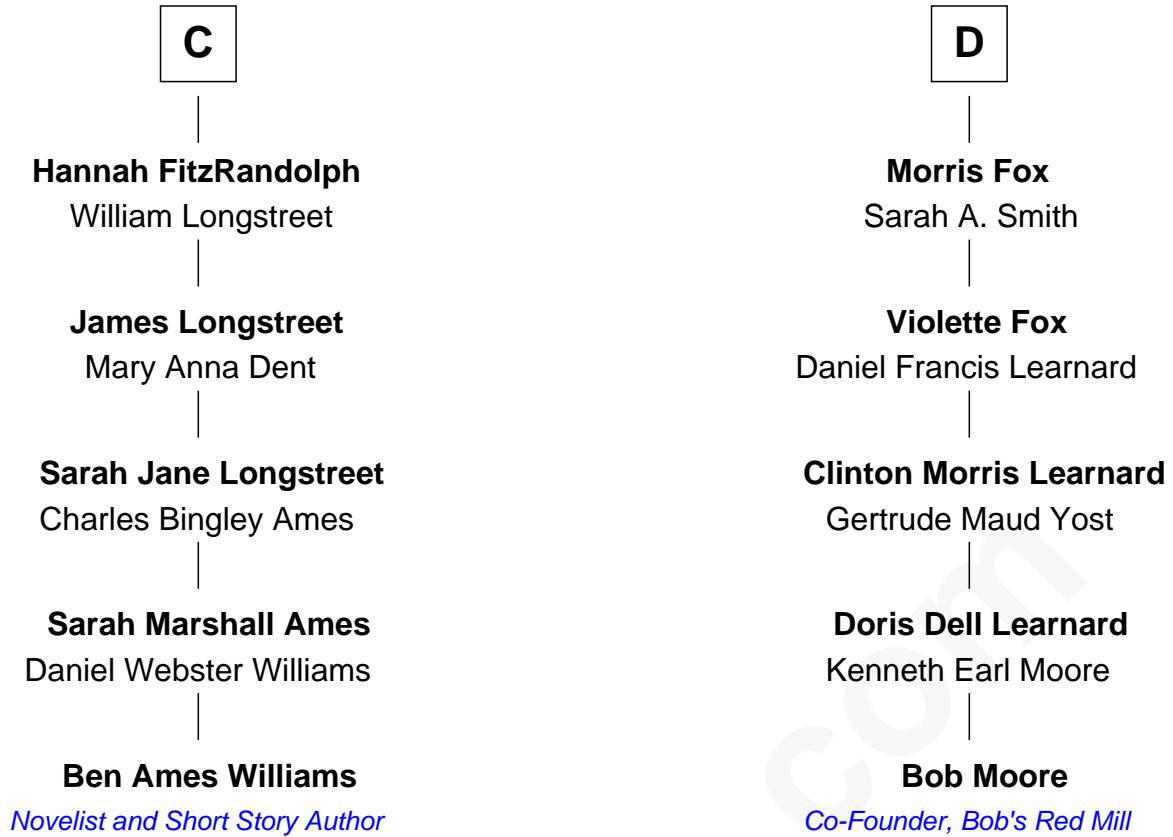 C
Hannah FitzRandolph
William Longstreet
James Longstreet
Mary Anna Dent
Sarah Jane Longstreet
Charles Bingley Ames
Sarah Marshall Ames
Daniel Webster Williams
Ben Ames Williams
Novelist and Short Story Author
D
Morris Fox
Sarah A. Smith
Violette Fox
Daniel Francis Learnard
Clinton Morris Learnard
Gertrude Maud Yost
Doris Dell Learnard
Kenneth Earl Moore
Bob Moore
Co-Founder, Bob's Red Mill
com